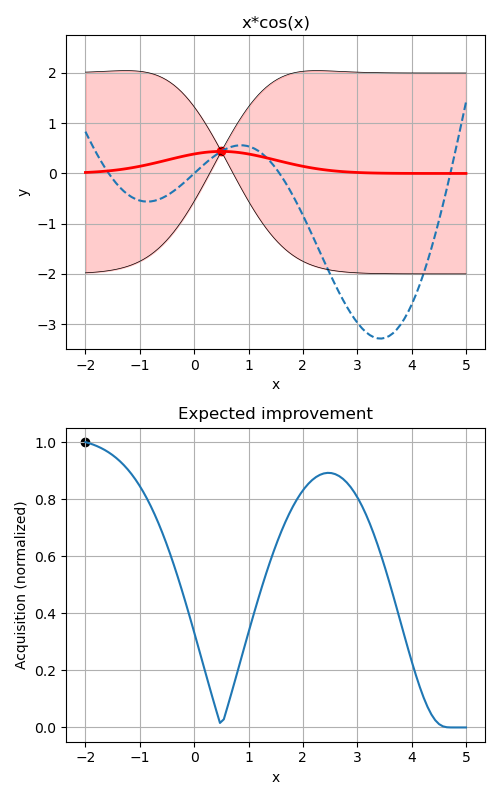 x*cos(x)
2
1
0
−1
−2
−3
y
−2 −1 0 1 2 3 4 5
x
Expected improvement
1.0
0.8
0.6
0.4
0.2
0.0
Acquisition (normalized)
−2 −1 0 1 2 3 4 5
x